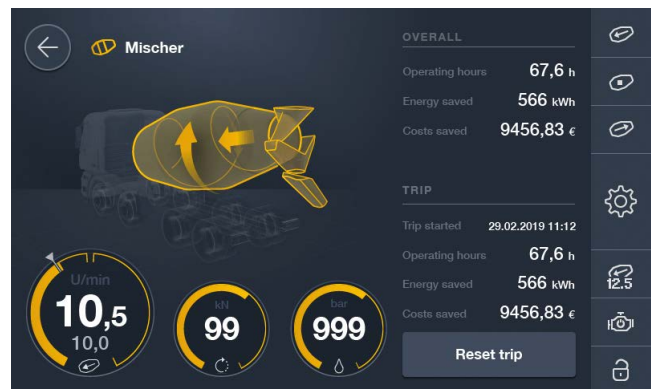 Mischer
U/min
10,5
10,0
kN
99
bar
999
OVERALL
Operating hours 67,6 h
Energy saved 566 kWh
Costs saved 9456,83 €
TRIP
Trip started 29.02.2019 11:12
Operating hours 67,6 h
Energy saved 566 kWh
Costs saved 9456,83 €
Reset trip
12.5